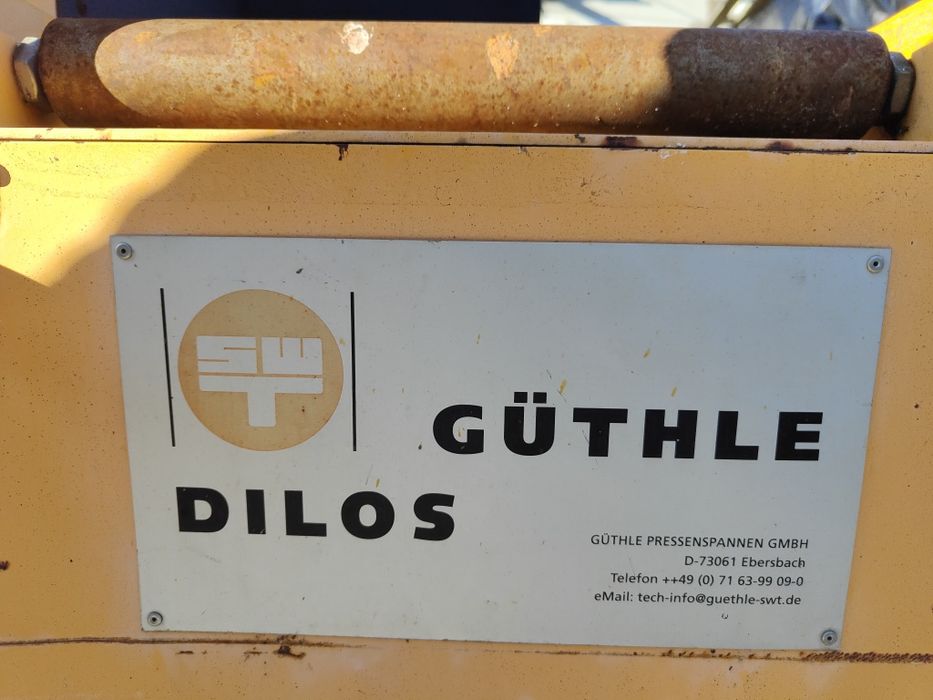 SW
T
GÜTHLE
DILOS
GÜTHLE PRESSENSPANNEN GMBH
D-73061 Ebersbach
Telefon ++49 (0) 71 63-99 09-0
eMail: tech-info@guethle-swt.de